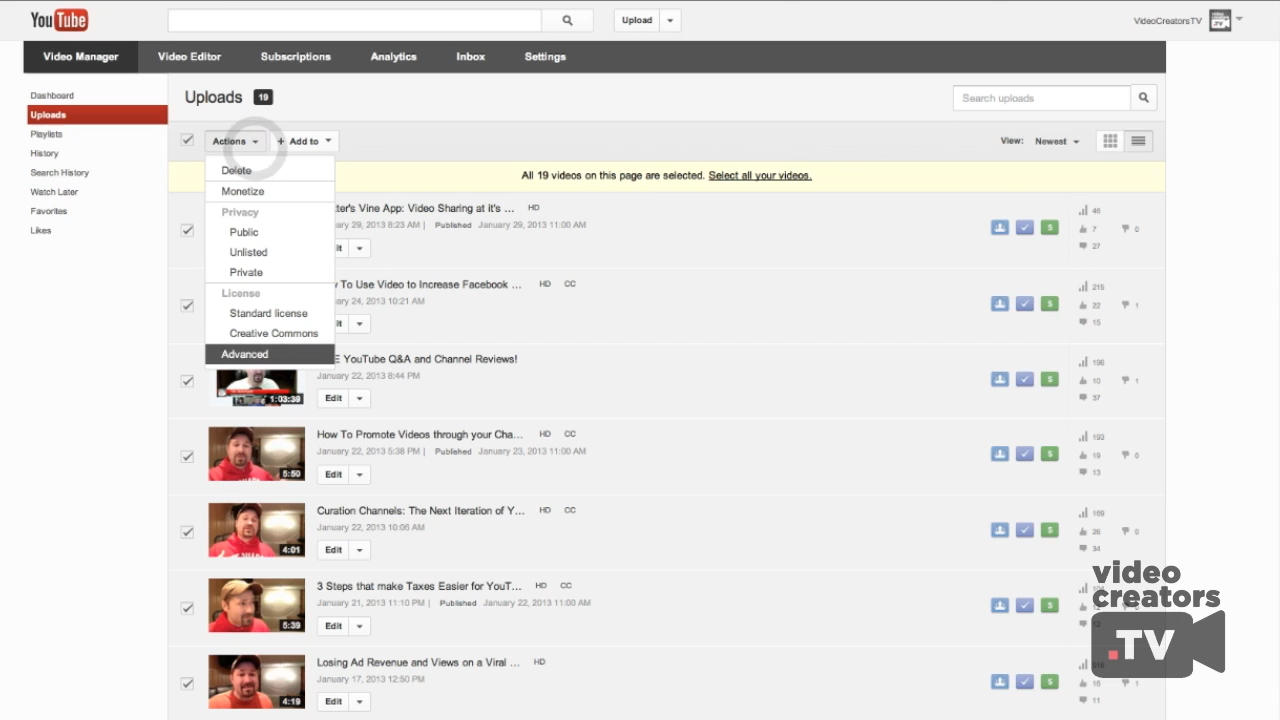 YouTube
Upload
VideoCreatorsTV
Video Manager Video Editor Subscriptions Analytics Inbox Settings
Dashboard
Uploads
Playlists
History
Search History
Watch Later
Favorites
Likes
Uploads 19
Search uploads
Actions + Add to
View: Newest
Delete
Monetize
Privacy
Public
Unlisted
Private
License
Standard license
Creative Commons
Advanced
All 19 videos on this page are selected. Select all your videos.
ter's Vine App: Video Sharing at it's ... HD
ary 29, 2013 8:23 AM | Published January 29, 2013 11:00 AM
it
46
7 0
27
To Use Video to Increase Facebook ... HD CC
ary 24, 2013 10:21 AM
it
215
22 1
15
E YouTube Q&A and Channel Reviews!
January 22, 2013 8:44 PM
Edit
1:03:39
198
10 1
37
How To Promote Videos through your Cha... HD CC
January 22, 2013 5:38 PM | Published January 23, 2013 11:00 AM
Edit
5:50
193
19 0
13
Curation Channels: The Next Iteration of Y... HD CC
January 22, 2013 10:06 AM
Edit
4:01
169
26 0
34
3 Steps that make Taxes Easier for YouT... HD CC
January 21, 2013 11:10 PM | Published January 22, 2013 11:00 AM
Edit
5:39
12
Losing Ad Revenue and Views on a Viral ... HD
January 17, 2013 12:50 PM
Edit
4:19
16 1
11
video
creators
.TV